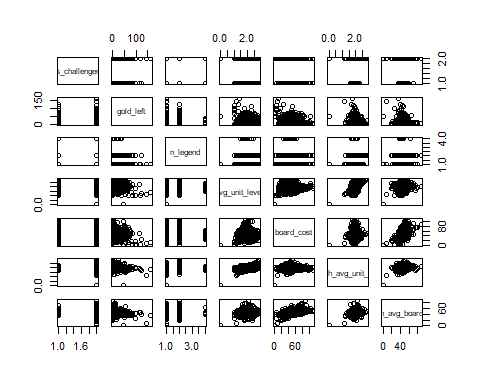 0 100
0.0 2.0
0.0 2.0
s_challenger
1.0 2.0
gold_left
0 150
n_legend
1.0 4.0
vg_unit_leve
0.0
board_cost
0 80
h_avg_unit_
0.0
n_avg_board
0 60
1.0 1.6
1.0 3.0
0 60
0 40